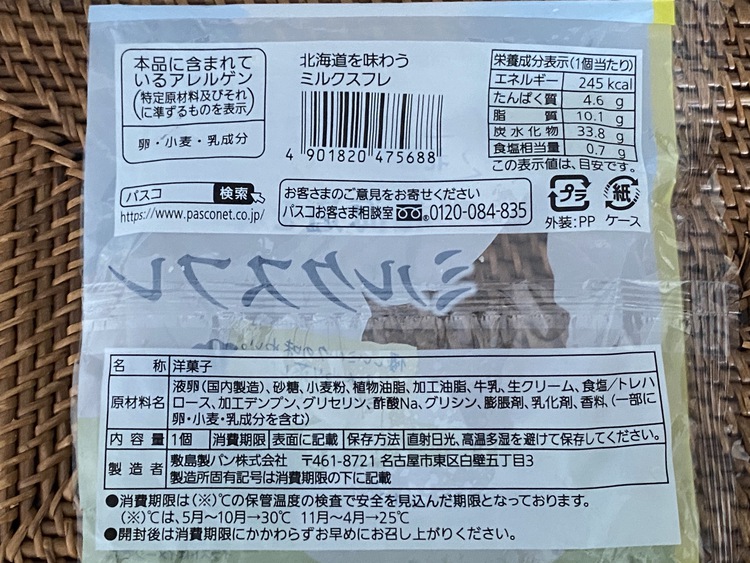 本品に含まれて
いるアレルゲン
(特定原材料及びそれ
に準ずるものを表示)
卵・小麦・乳成分
北海道を味わう
ミルクスフレ
4 901820 475688
栄養成分表示(1個当たり)
エネルギー 245 kcal
たんぱく質 4.6 g
脂質 10.1 g
炭水化物 33.8 g
食塩相当量 0.7 g
この表示値は、目安です。
パスコ 検索
https://www.pasconet.co.jp/
お客さまのご意見をお寄せください
パスコお客さま相談室 0120-084-835
プラ
外装:PP
紙
ケース
ミルクスフレ
名称 洋菓子
原材料名 液卵(国内製造)、砂糖、小麦粉、植物油脂、加工油脂、牛乳、生クリーム、食塩/トレハ
ロース、加工デンプン、グリセリン、酢酸Na、グリシン、膨脹剤、乳化剤、香料、(一部に
卵・小麦・乳成分を含む)
内容量 1個 消費期限 表面に記載 保存方法 直射日光、高温多湿を避けて保存してください。
製造者 敷島製パン株式会社 〒461-8721 名古屋市東区白壁五丁目3
製造所固有記号は消費期限の下に記載
●消費期限は(※)℃の保管温度の検査で安全を見込んだ期限となっております。
(※)℃は、5月〜10月→30℃ 11月〜4月→25℃
●開封後は消費期限にかかわらずお早めにお召し上がりください。